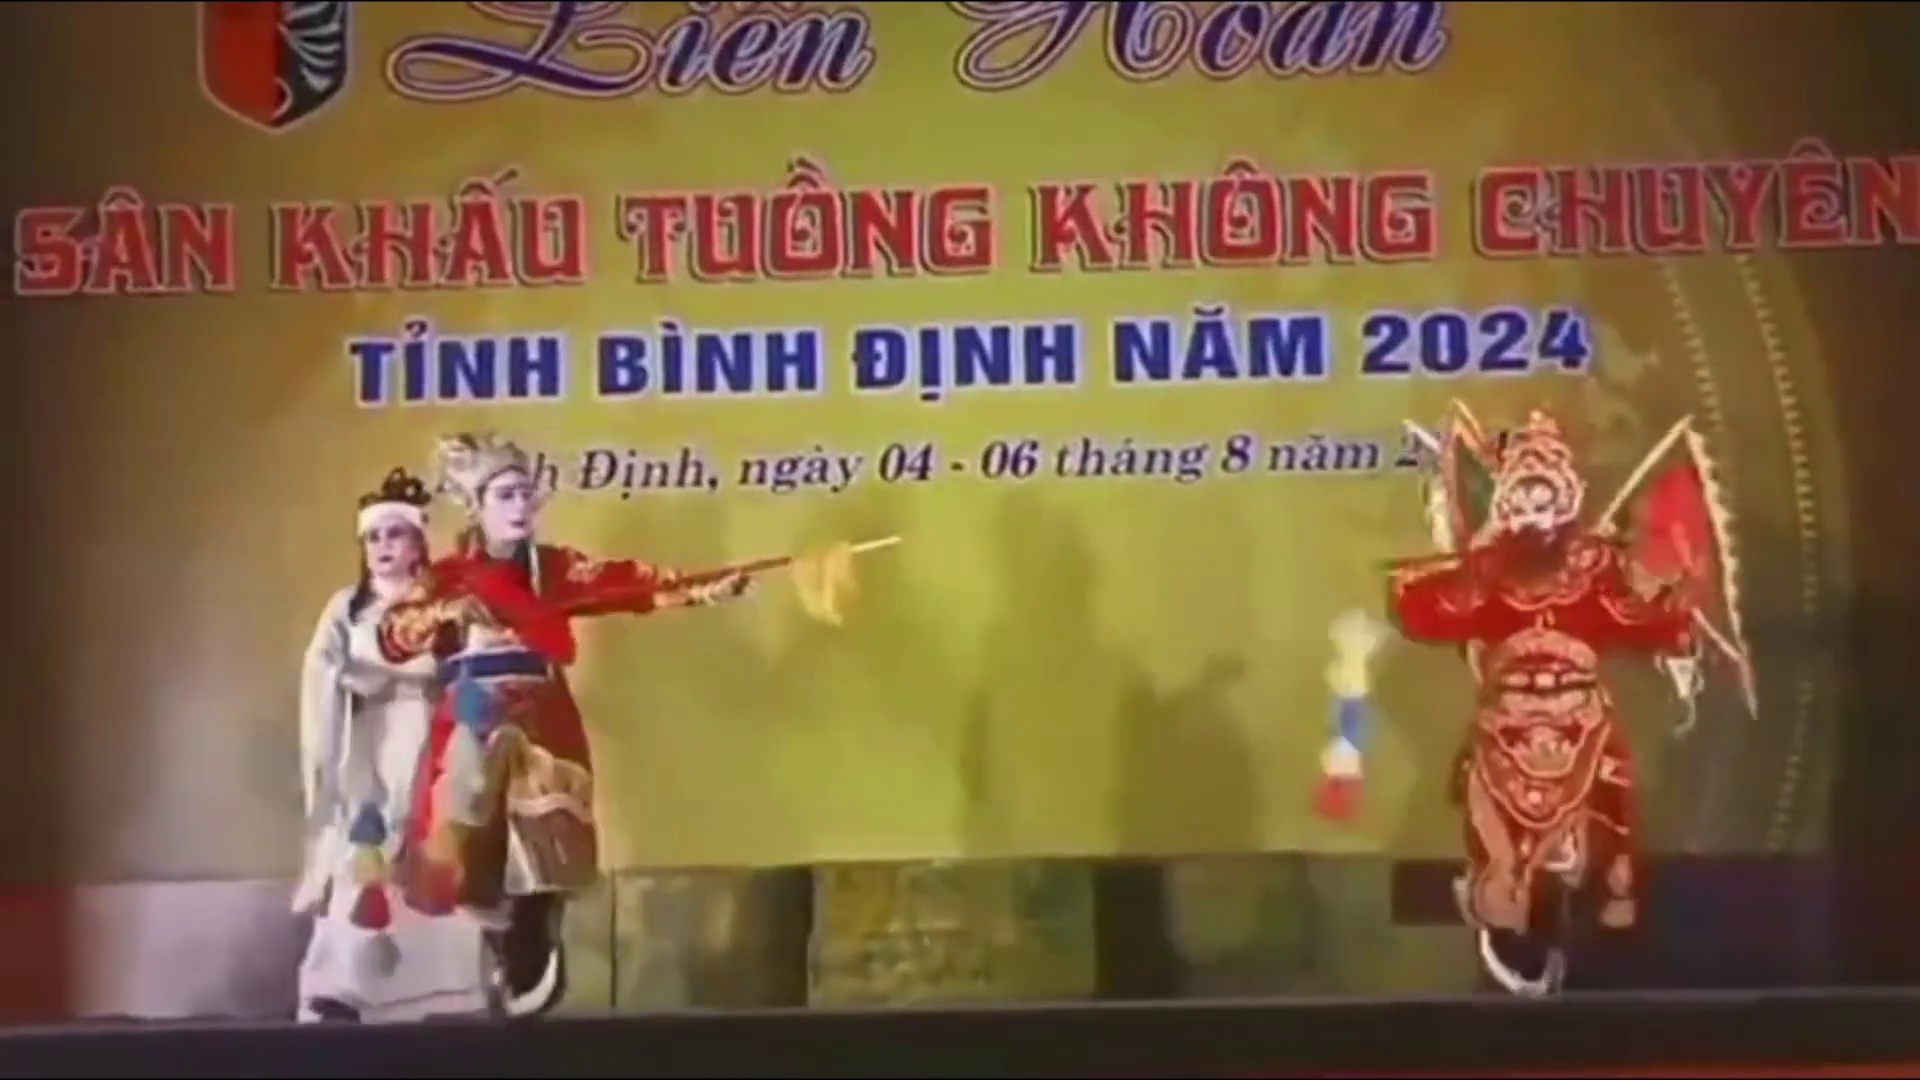 Liên Hoan
SÂN KHẤU TUỒNG KHÔNG CHUYÊN
TỈNH BÌNH ĐỊNH NĂM 2024
Định, ngày 04 - 06 tháng 8 năm